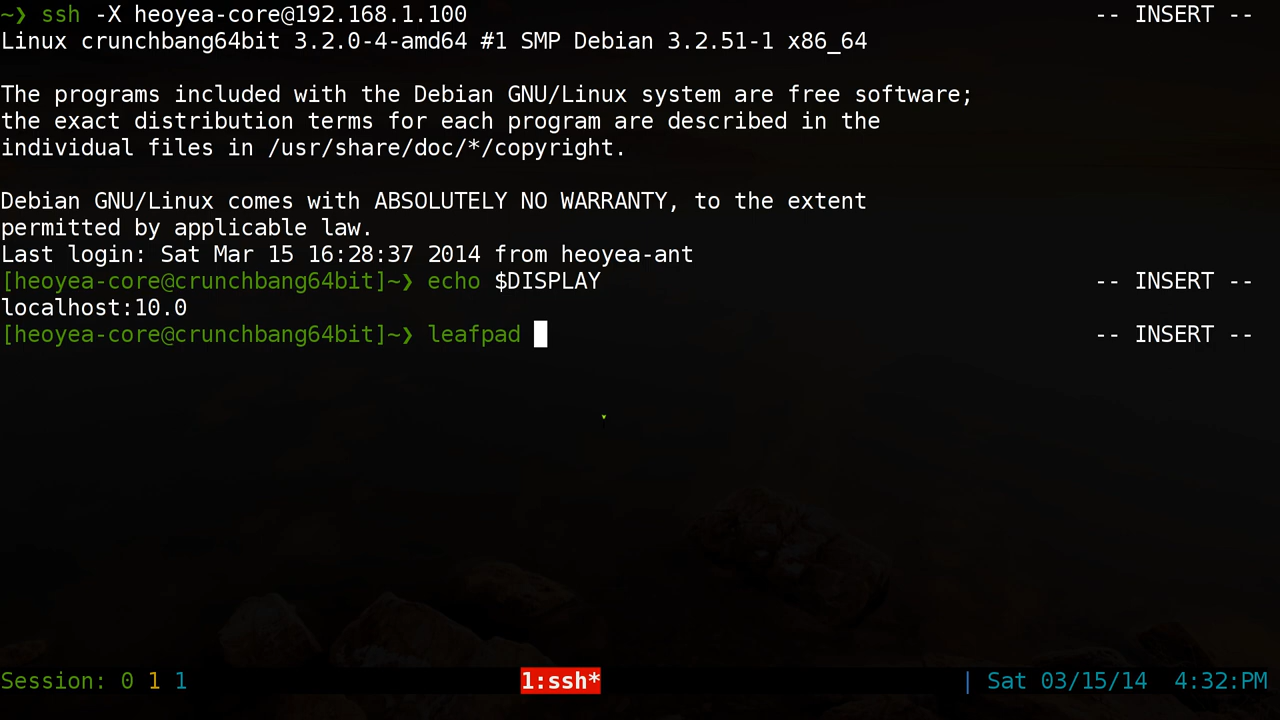 ~❯ ssh -X heoyea-core@192.168.1.100 -- INSERT --
Linux crunchbang64bit 3.2.0-4-amd64 #1 SMP Debian 3.2.51-1 x86_64
The programs included with the Debian GNU/Linux system are free software;
the exact distribution terms for each program are described in the
individual files in /usr/share/doc/*/copyright.
Debian GNU/Linux comes with ABSOLUTELY NO WARRANTY, to the extent
permitted by applicable law.
Last login: Sat Mar 15 16:28:37 2014 from heoyea-ant
[heoyea-core@crunchbang64bit]~❯ echo $DISPLAY -- INSERT --
localhost:10.0
[heoyea-core@crunchbang64bit]~❯ leafpad -- INSERT --
Session: 0 1 1 1:ssh* | Sat 03/15/14 4:32:PM